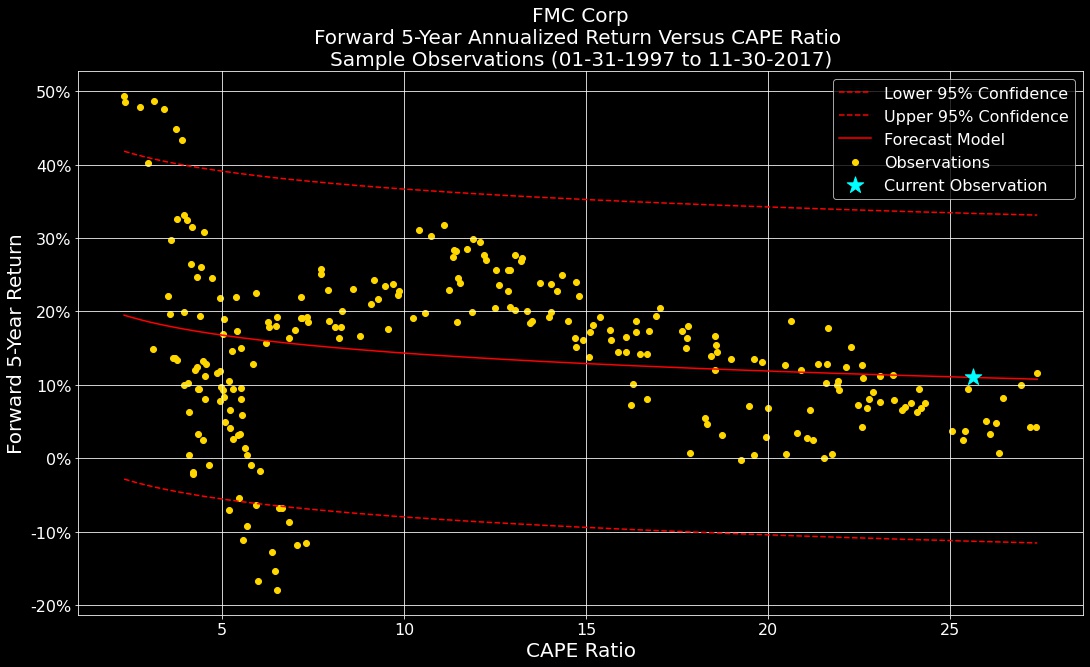 FMC Corp
Forward 5-Year Annualized Return Versus CAPE Ratio
Sample Observations (01-31-1997 to 11-30-2017)
Lower 95% Confidence
Upper 95% Confidence
Forecast Model
Observations
Current Observation
Forward 5-Year Return
50%
40%
30%
20%
10%
0%
-10%
-20%
5
10
15
20
25
CAPE Ratio